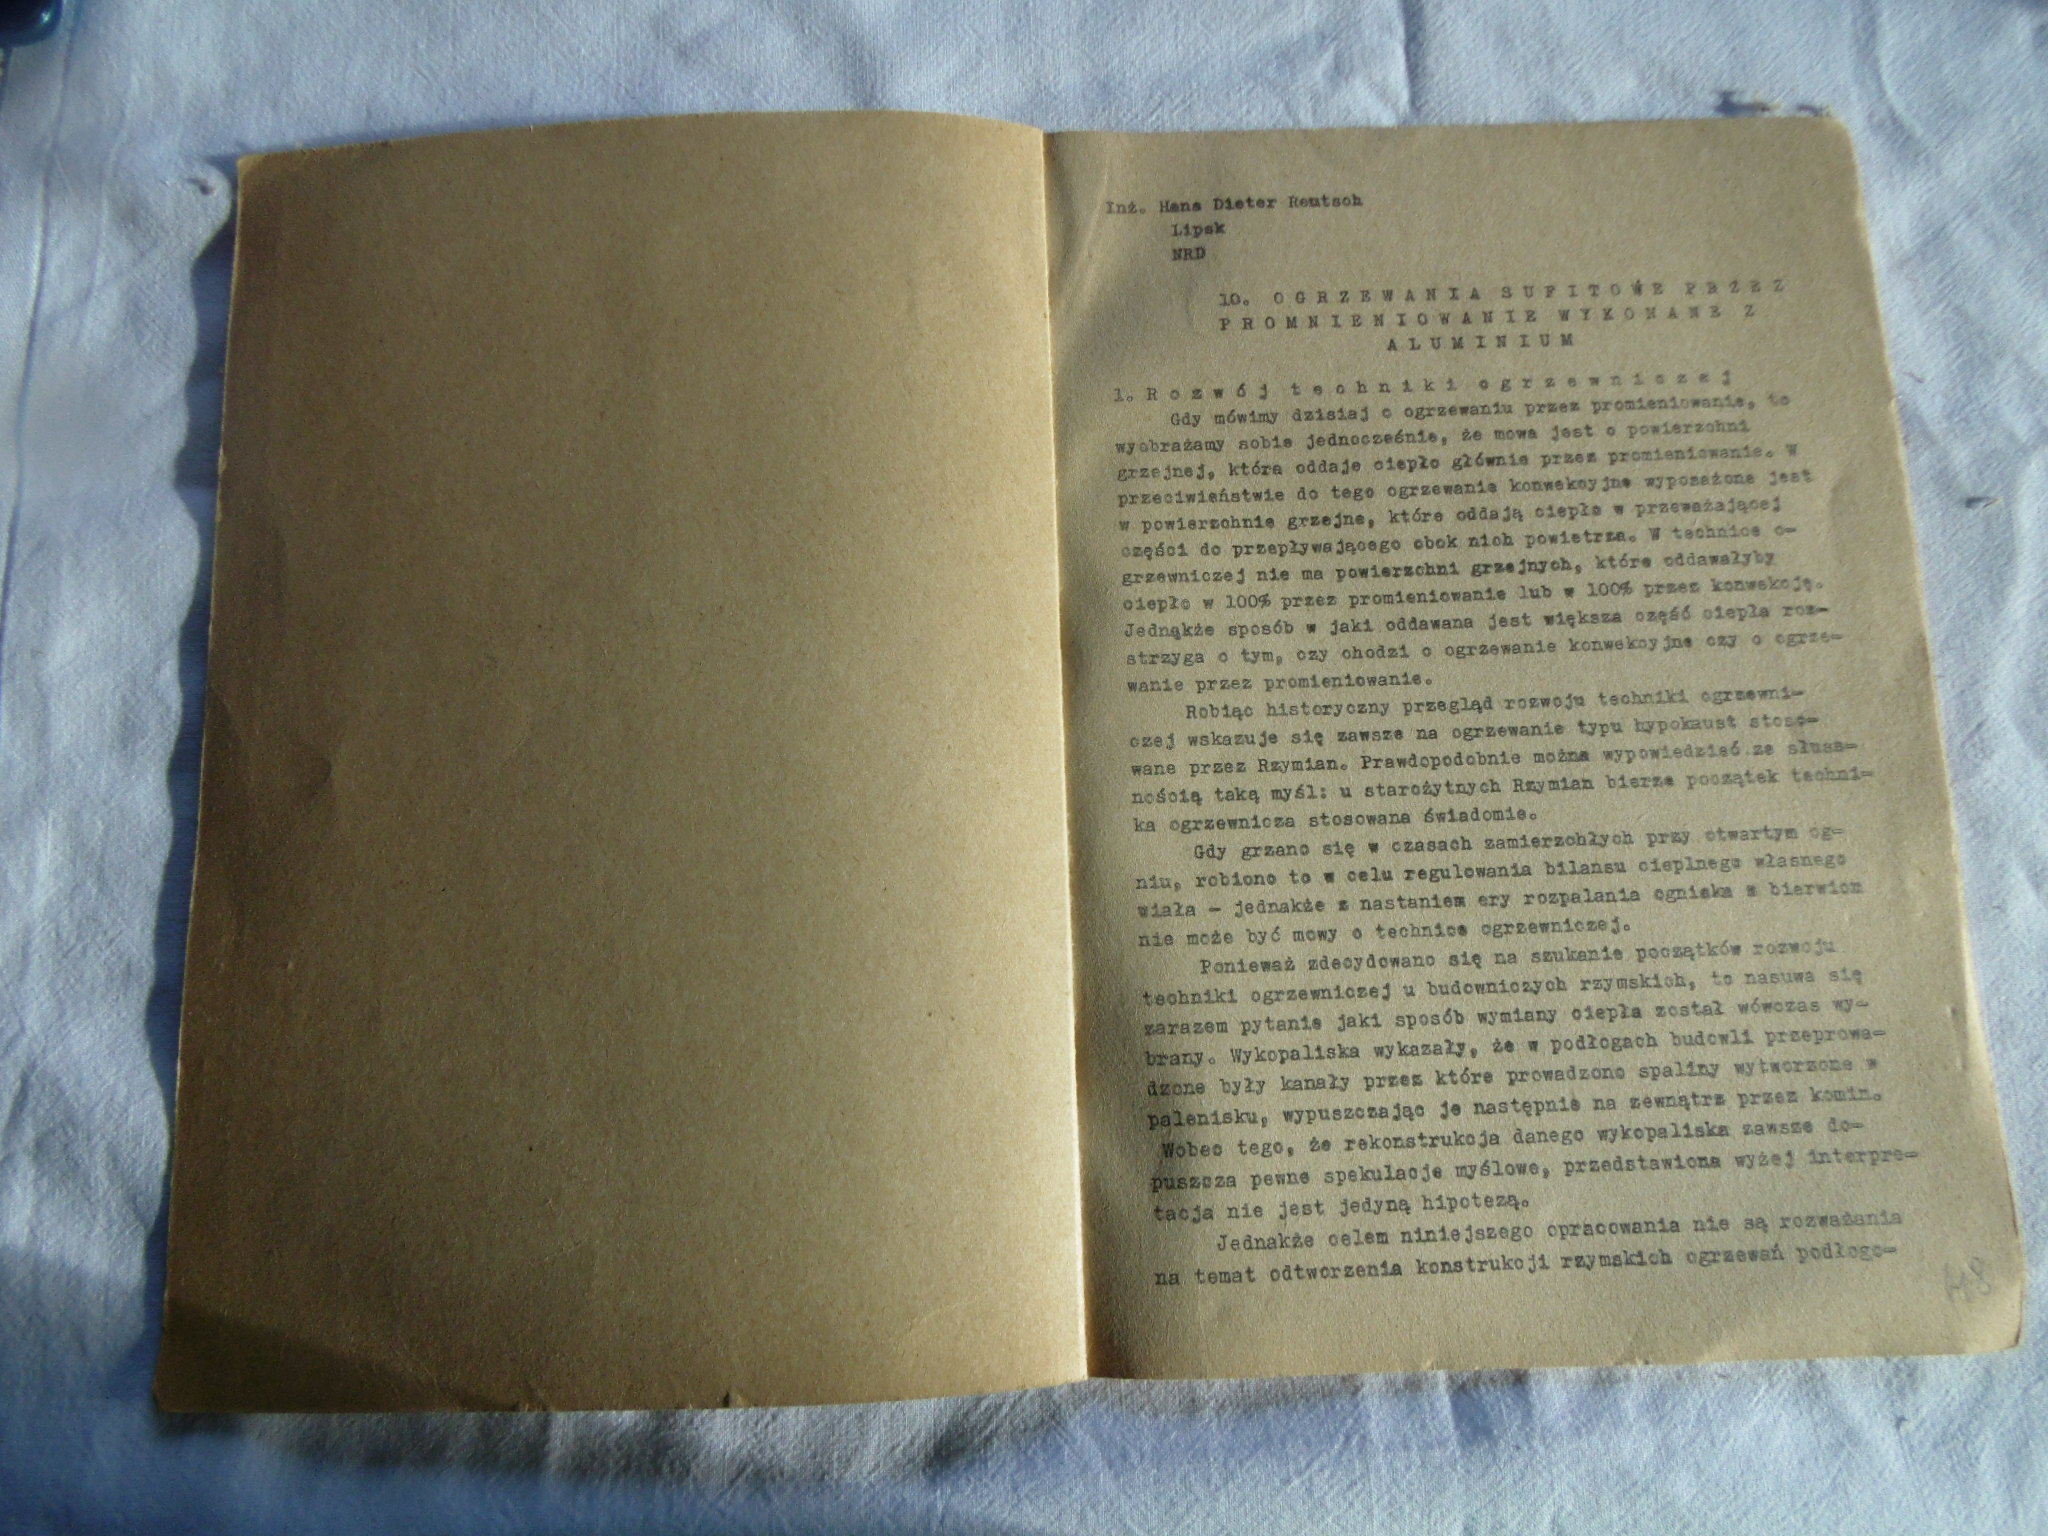 Inż. Hans Dieter Reutsch
Lipsk
NRD
10. OGRZEWANIA SUFITOWE PRZEZ
PROMNIENIOWANIE WYKONANE Z
ALUMINIUM
1. Rozwój techniki ogrzewniczej
Gdy mówimy dzisiaj o ogrzewaniu przez promieniowanie, to
wyobrażamy sobie jednocześnie, że mowa jest o powierzchni
grzejnej, która oddaje ciepło głównie przez promieniowanie. W
przeciwieństwie do tego ogrzewanie konwekcyjne wyposażone jest
w powierzchnie grzejne, które oddają ciepło w przeważającej
części do przepływającego obok nich powietrza. W technice o-
grzewniczej nie ma powierzchni grzejnych, które oddawałyby
ciepło w 100% przez promieniowanie lub w 100% przez konwekcję.
Jednąkże sposób w jaki oddawana jest większa część ciepła roz-
strzyga o tym, czy chodzi o ogrzewanie konwekcyjne czy o ogrze-
wanie przez promieniowanie.
Robiąc historyczny przegląd rozwoju techniki ogrzewni-
czej wskazuje się zawsze na ogrzewanie typu hypokaust stoso-
wane przez Rzymian. Prawdopodobnie można wypowiedzieć ze słusz-
nością taką myśl: u starożytnych Rzymian bierze początek techni-
ka ogrzewnicza stosowana świadomie.
Gdy grzano się w czasach zamierzchłych przy otwartym og-
niu, robiono to w celu regulowania bilansu cieplnego własnego
wiała - jednakże z nastaniem ery rozpalania ogniska z bierwion
nie może być mowy o technice ogrzewniczej.
Ponieważ zdecydowano się na szukanie początków rozwoju
techniki ogrzewniczej u budowniczych rzymskich, to nasuwa się
zarazem pytanie jaki sposób wymiany ciepła został wówczas wy-
brany. Wykopaliska wykazały, że w podłogach budowli przeprowa-
dzone były kanały przez które prowadzono spaliny wytworzone w
palenisku, wypuszczając je następnie na zewnątrz przez komin.
Wobec tego, że rekonstrukcja danego wykopaliska zawsze do-
puszcza pewne spekulacje myślowe, przedstawiona wyżej interpre-
tacja nie jest jedyną hipotezą.
Jednakże celem niniejszego opracowania nie są rozważania
na temat odtworzenia konstrukcji rzymskich ogrzewań podłogo-